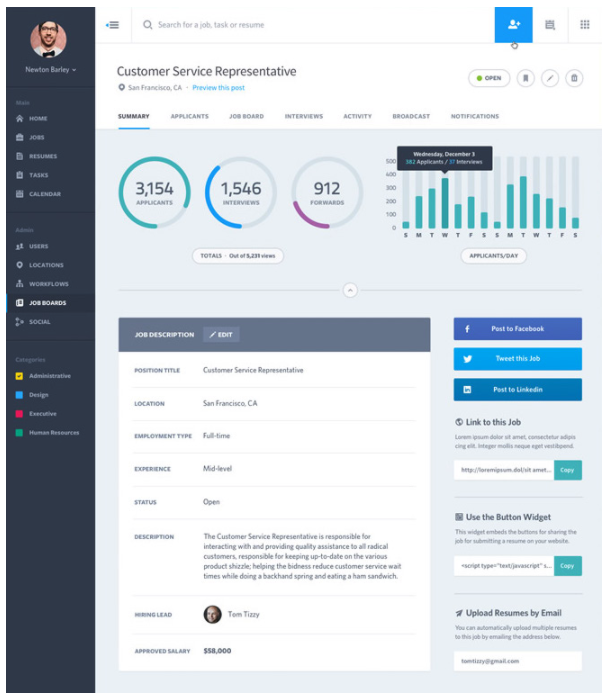 Search for a job, task or resume
Newton Barley
Customer Service Representative
San Francisco, CA · Preview this post
OPEN
Main
HOME
JOBS
RESUMES
TASKS
CALENDAR
Admin
USERS
LOCATIONS
WORKFLOWS
JOB BOARDS
SOCIAL
Categories
Administrative
Design
Executive
Human Resources
SUMMARY APPLICANTS JOB BOARD INTERVIEWS ACTIVITY BROADCAST NOTIFICATIONS
3,154
APPLICANTS
1,546
INTERVIEWS
912
FORWARDS
TOTALS - Out of 5,231 views
Wednesday, December 3
382 Applicants / 37 Interviews
500
400
300
200
100
0
S M T W T F S S M T W T F S
APPLICANTS/DAY
JOB DESCRIPTION EDIT
POSITION TITLE Customer Service Representative
LOCATION San Francisco, CA
EMPLOYMENT TYPE Full-time
EXPERIENCE Mid-level
STATUS Open
DESCRIPTION The Customer Service Representative is responsible for
interacting with and providing quality assistance to all radical
customers, responsible for keeping up-to-date on the various
product shizzle; helping the bidness reduce customer service wait
times while doing a backhand spring and eating a ham sandwich.
HIRING LEAD Tom Tizzy
APPROVED SALARY $58,000
f Post to Facebook
Tweet this Job
in Post to Linkedin
Link to this Job
Lorem ipsum dolor sit amet, consectetur adipis
cing elit. Integer mollis neque eget vestibpend.
http://loremipsum.dol/sit amet... Copy
Use the Button Widget
This widget embeds the buttons for sharing the
job for submitting a resume on your website.
<script type="text/javascript" s... Copy
Upload Resumes by Email
You can automatically upload multiple resumes
to this job by emailing the address below.
tomtizzy@gmail.com